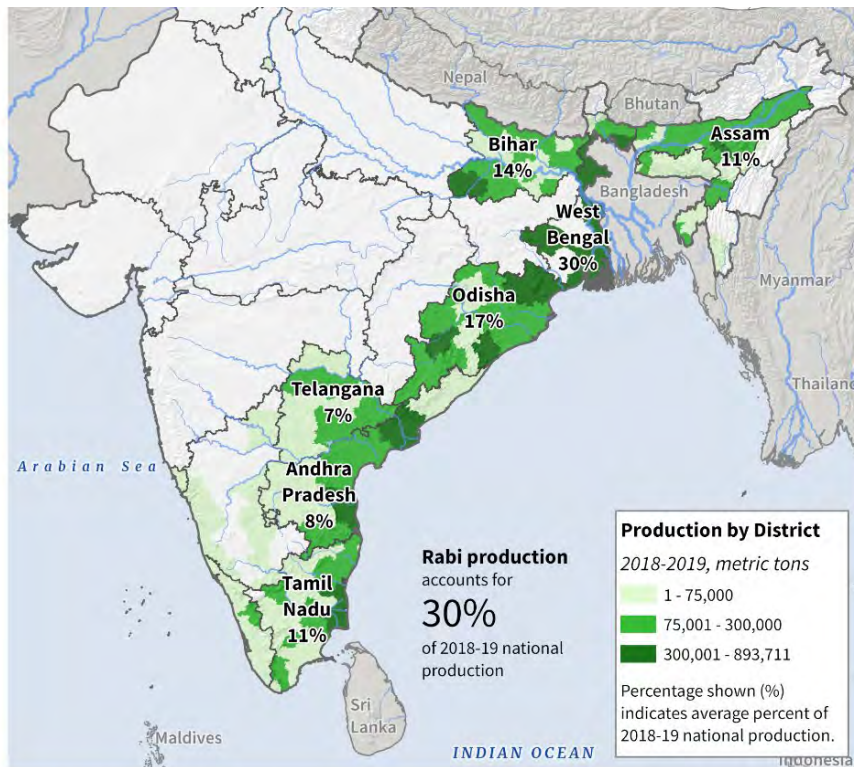 Nepal
Bhutan
Bihar
14%
Assam
11%
Bangladesh
West
Bengal
30%
Myanmar
Odisha
17%
Thailand
Telangana
7%
Arabian Sea
Andhra
Pradesh
8%
Rabi production
accounts for
30%
of 2018-19 national
production
Tamil
Nadu
11%
Sri
Lanka
Maldives
INDIAN OCEAN
Production by District
2018-2019, metric tons
1 - 75,000
75,001 - 300,000
300,001 - 893,711
Percentage shown (%)
indicates average percent of
2018-19 national production.
Indonesia